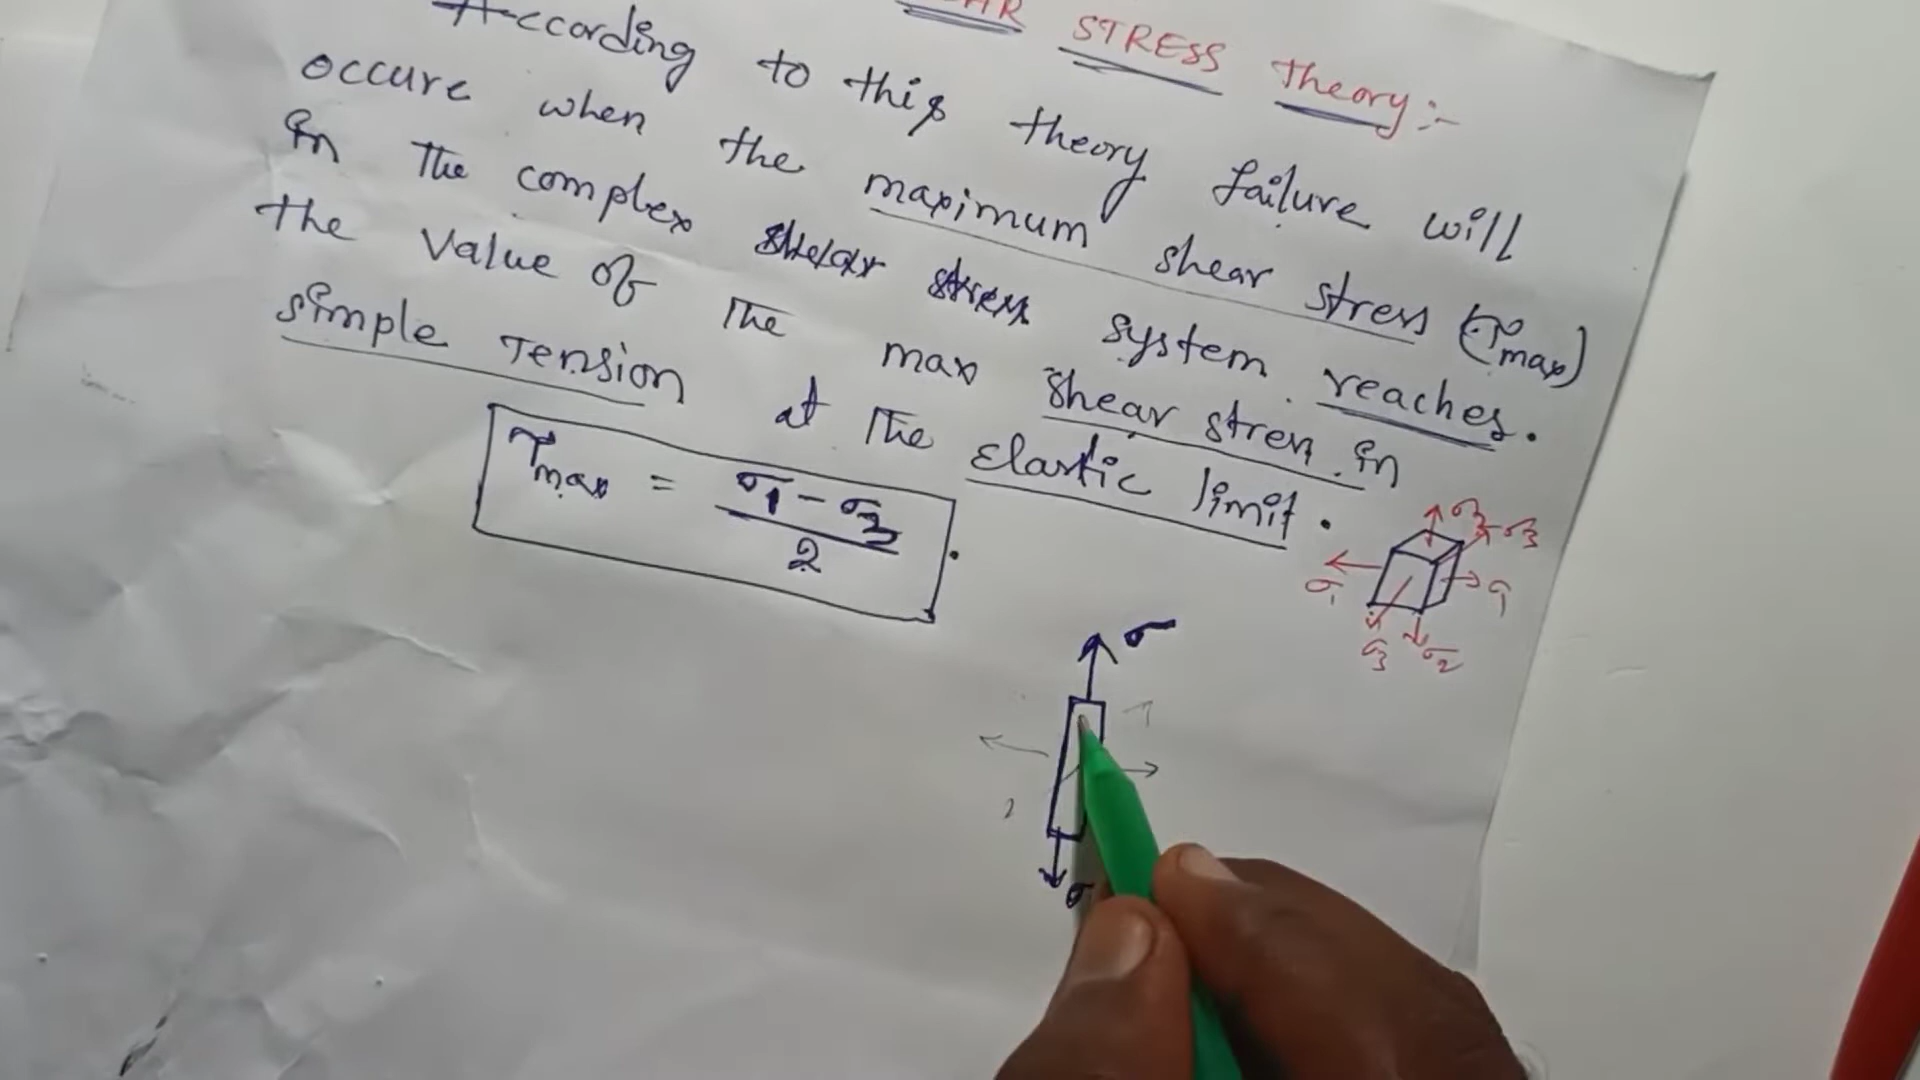 STRESS Theory:-
According to this theory failure will
occure when the maximum shear stress (τmax)
in The complex shear stress system reaches.
the value of The max shear stress in
simple Tension at The elastic limit.
τmax = σ1 - σ3 / 2
σ3
σ1
σ1
σ3
σ2
σ
σ